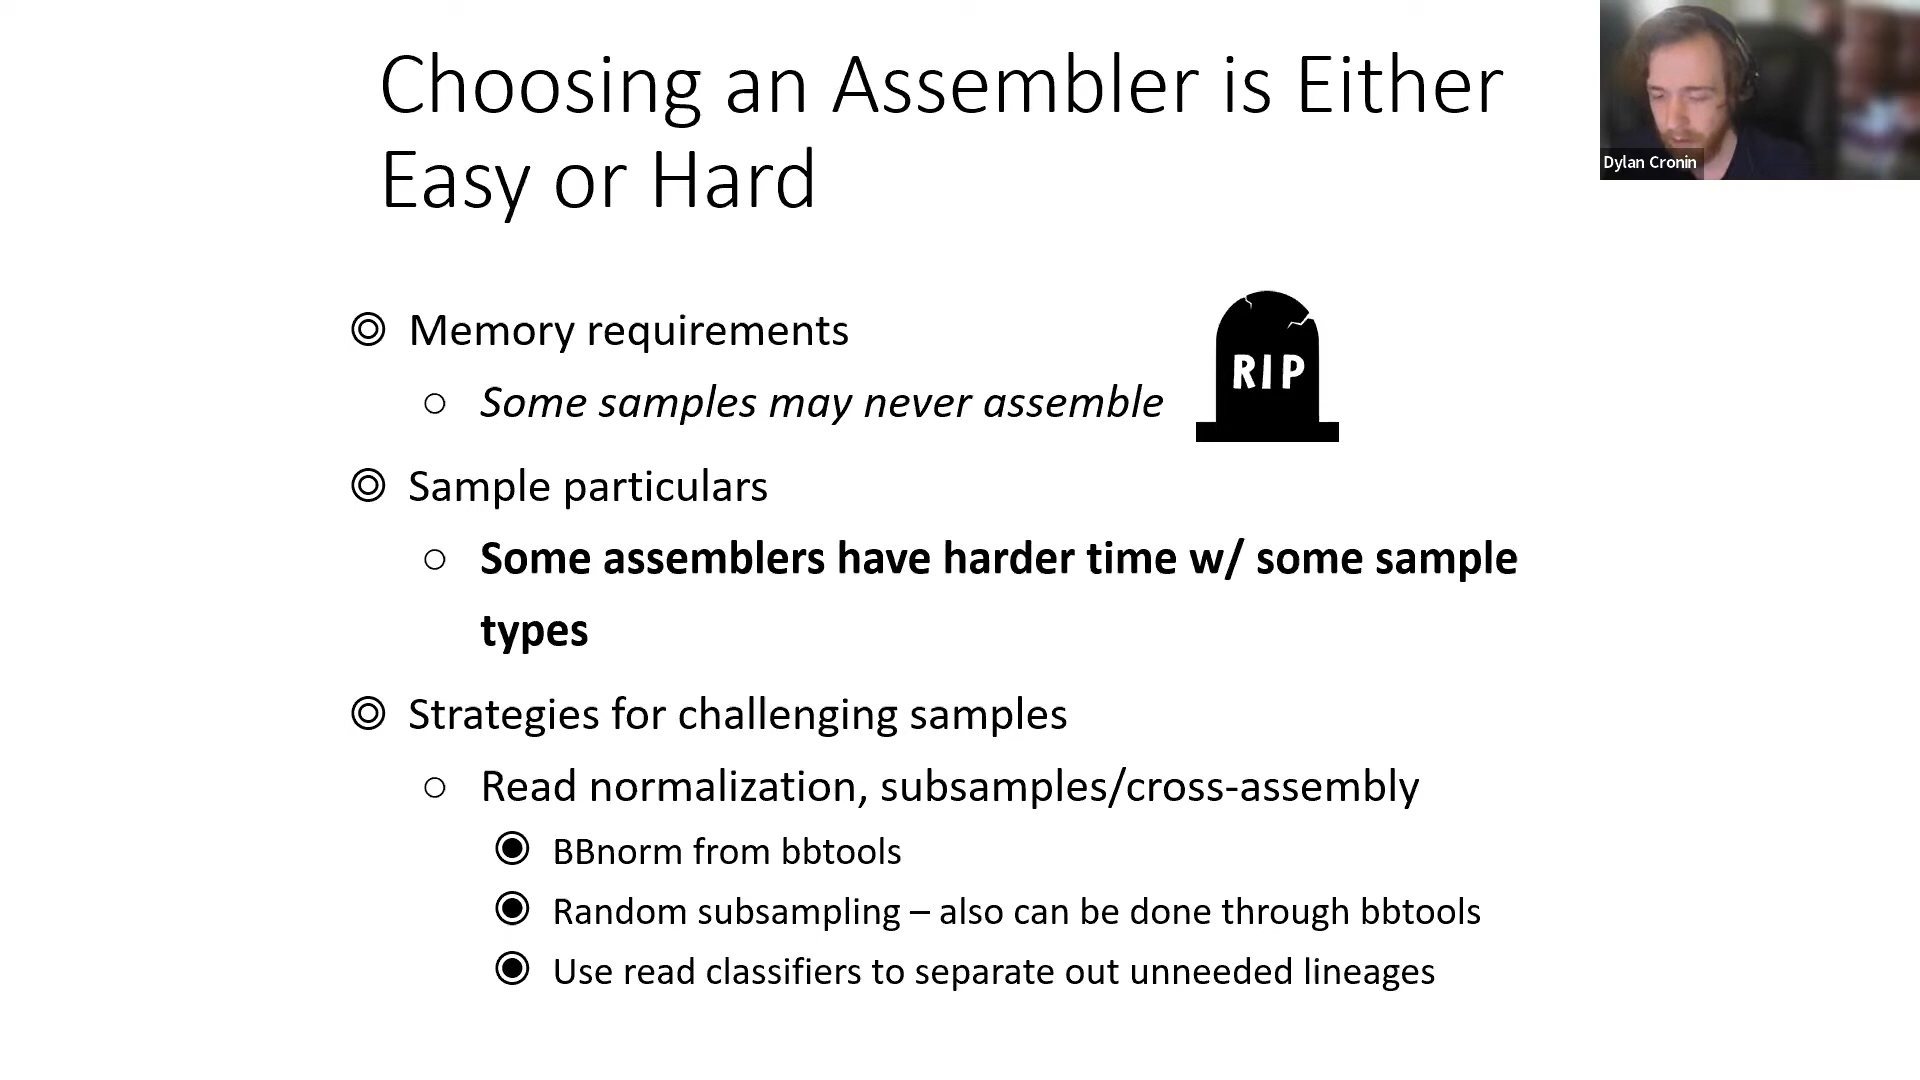 Choosing an Assembler is Either
Easy or Hard
Dylan Cronin
Memory requirements
Some samples may never assemble
RIP
Sample particulars
Some assemblers have harder time w/ some sample
types
Strategies for challenging samples
Read normalization, subsamples/cross-assembly
BBnorm from bbtools
Random subsampling – also can be done through bbtools
Use read classifiers to separate out unneeded lineages